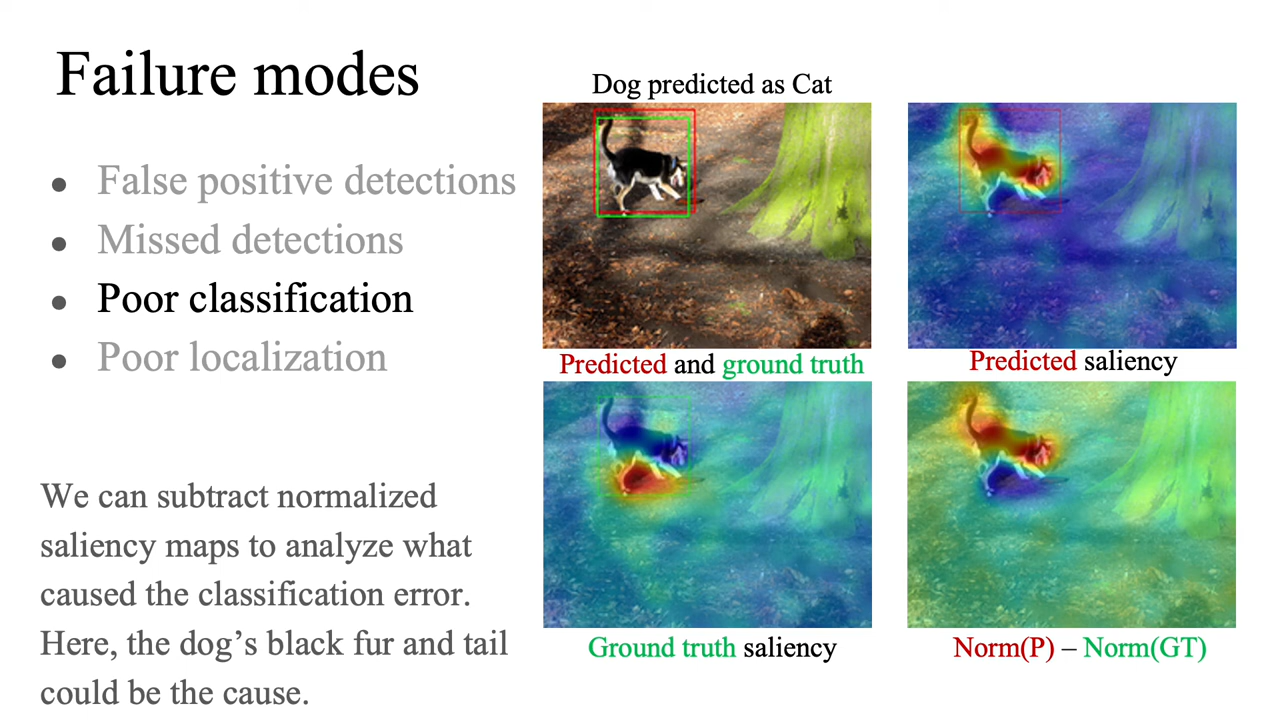 Failure modes
● False positive detections
● Missed detections
● Poor classification
● Poor localization
We can subtract normalized
saliency maps to analyze what
caused the classification error.
Here, the dog’s black fur and tail
could be the cause.
Dog predicted as Cat
Predicted and ground truth
Predicted saliency
Ground truth saliency
Norm(P) – Norm(GT)